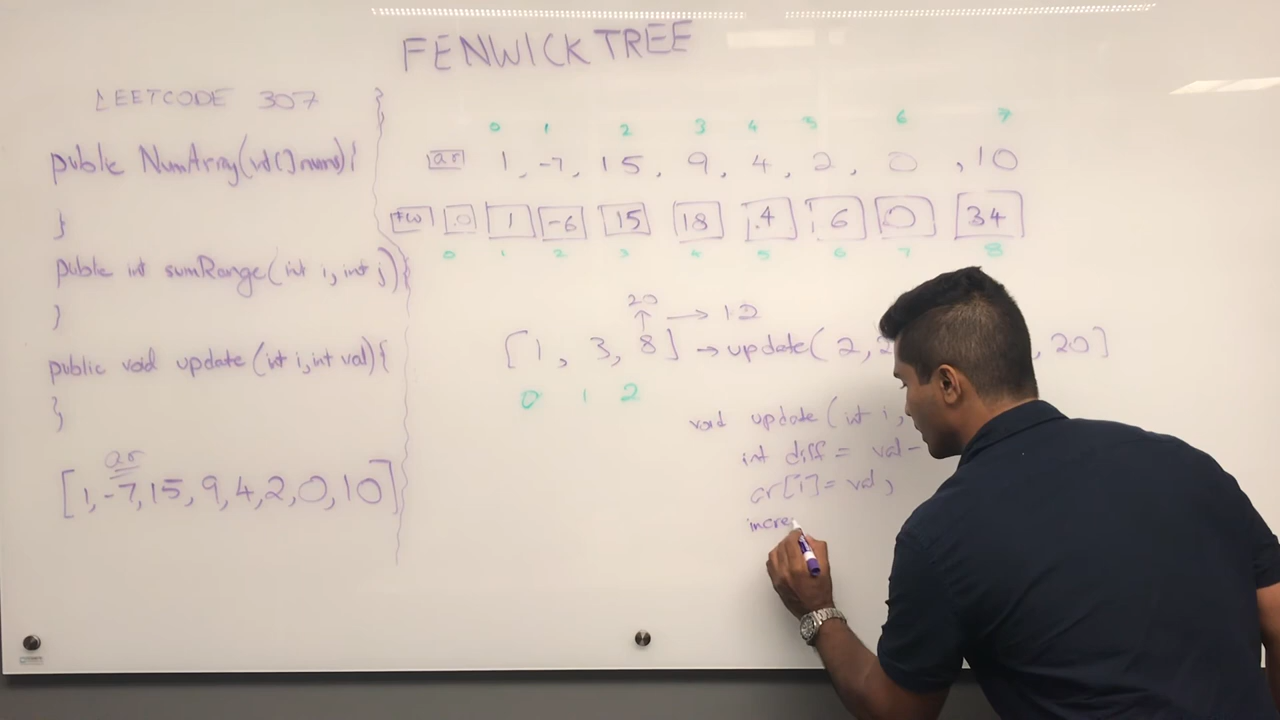 FENWICK TREE
LEETCODE 307
public NumArray(int[] nums){
}
public int sumRange(int i, int j){
}
public void update(int i, int val){
}
ar
[1, -7, 15, 9, 4, 2, 0, 10]
0 1 2 3 4 5 6 7
ar 1, -7, 15, 9, 4, 2, 0, 10
FW 0 1 -6 15 18 4 6 0 34
0 1 2 3 4 5 6 7 8
20
↑ → 12
[1, 3, 8] → update(2, 2 , 20)
0 1 2
void update(int i,
int diff = val -
ar[i] = val;
incre